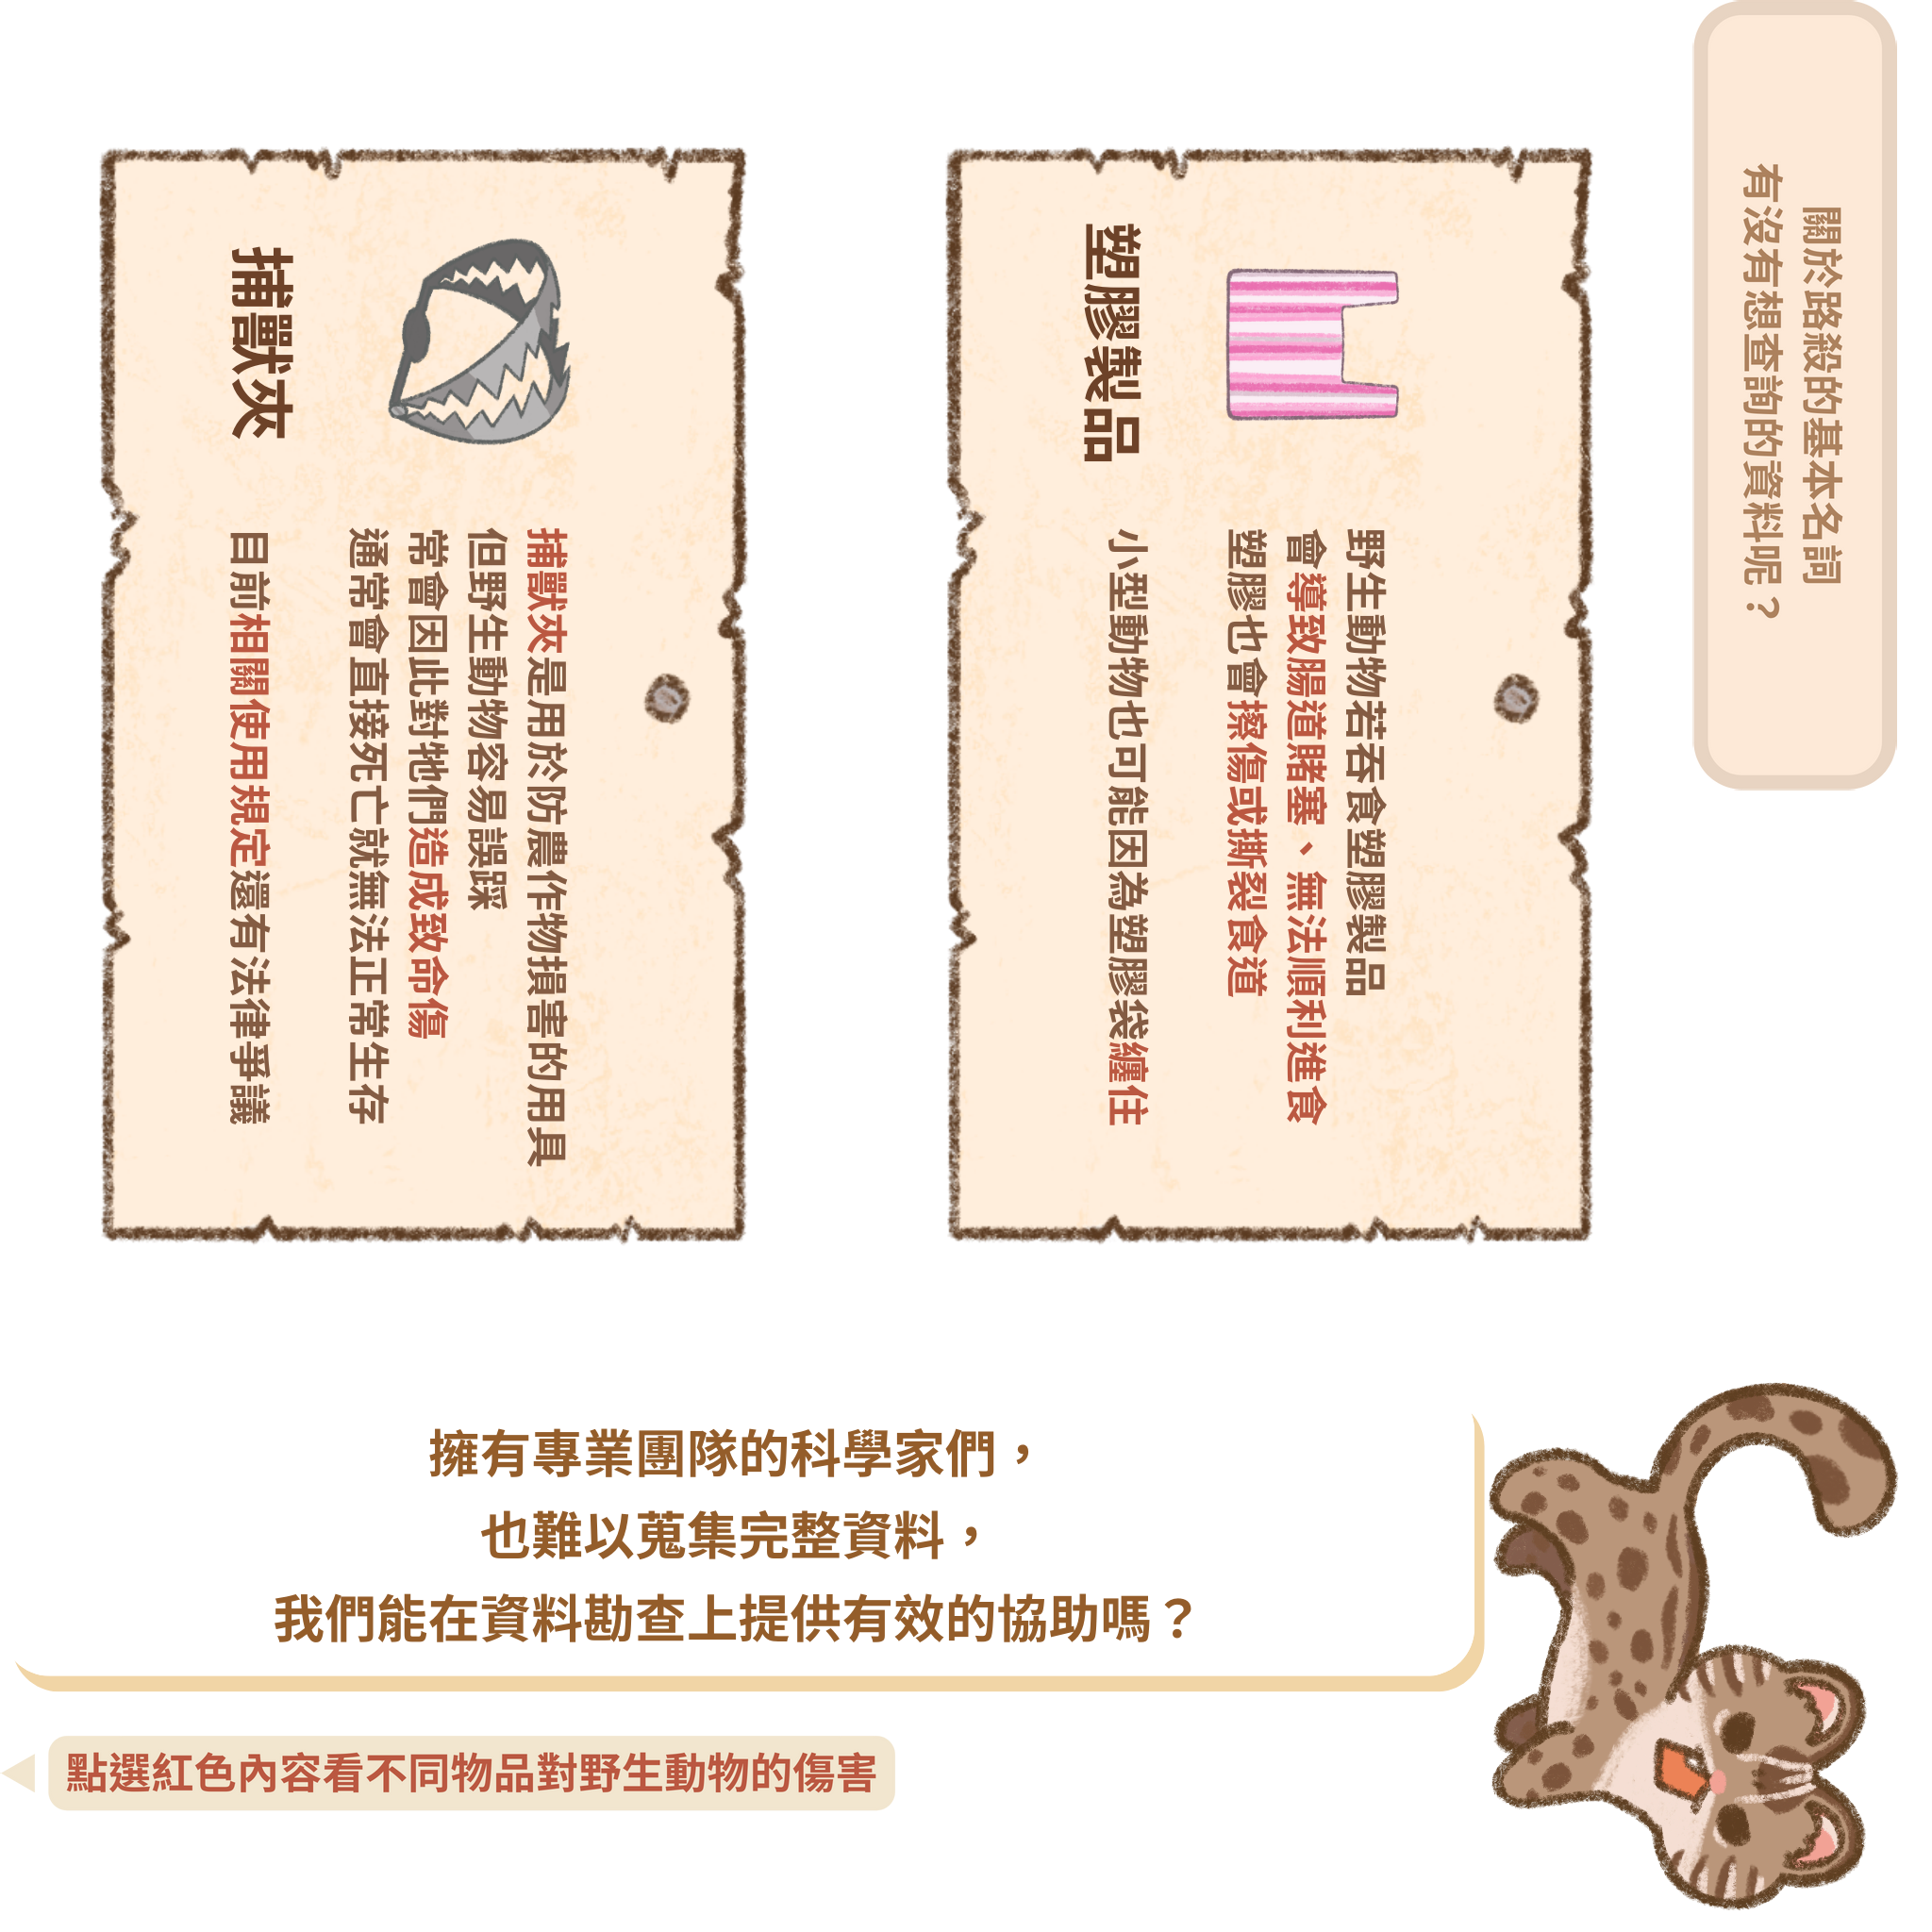 關於路殺的基本名詞
有沒有想查詢的資料呢？
塑膠製品
野生動物若吞食塑膠製品
會導致腸道賭塞、無法順利進食
塑膠也會擦傷或撕裂食道
小型動物也可能因為塑膠袋纏住
捕獸夾
捕獸夾是用於防農作物損害的用具
但野生動物容易誤踩
常會因此對牠們造成致命傷
通常會直接死亡就無法正常生存
目前相關使用規定還有法律爭議
擁有專業團隊的科學家們，
也難以蒐集完整資料，
我們能在資料勘查上提供有效的協助嗎？
點選紅色內容看不同物品對野生動物的傷害